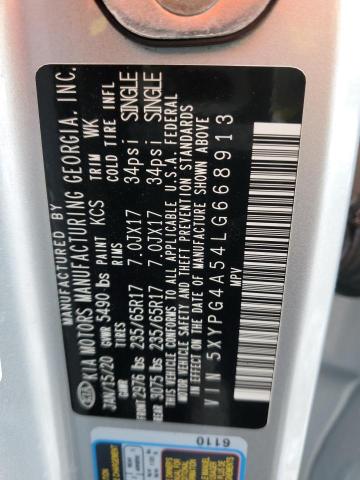 MANUFACTURED BY
KIA MOTORS MANUFACTURING GEORGIA, INC.
JAN/15/20 GVWR 5490 lbs PAINT KCS TRIM WK
GAWR TIRES RIMS COLD TIRE INFL
FRONT 2976 lbs 235/65R17 7.0JX17 34psi SINGLE
REAR 3075 lbs 235/65R17 7.0JX17 34psi SINGLE
THIS VEHICLE CONFORMS TO ALL APPLICABLE U.S.A. FEDERAL
MOTOR VEHICLE SAFETY AND THEFT PREVENTION STANDARDS
IN EFFECT ON THE DATE OF MANUFACTURE SHOWN ABOVE
VIN 5XYPG4A54LG668913
MPV
6110